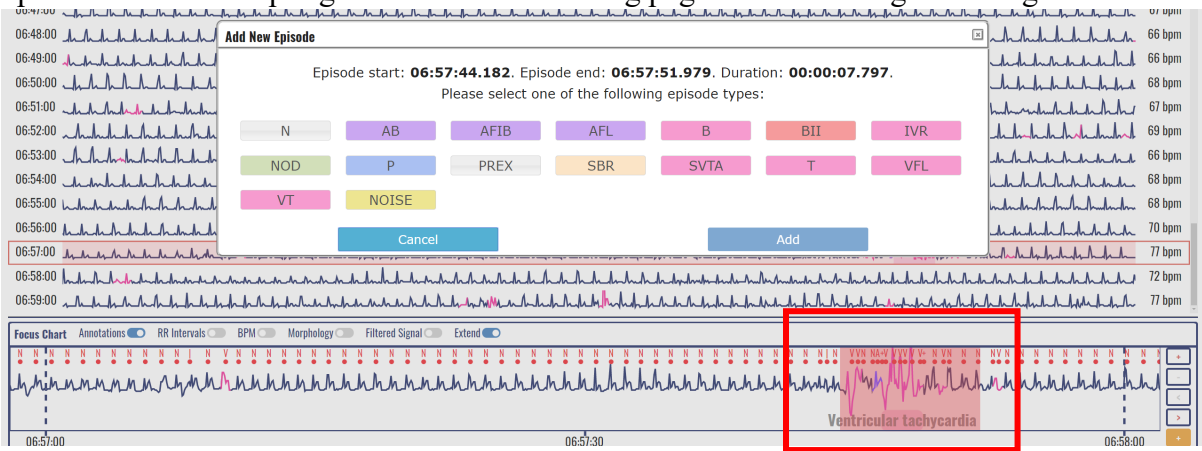 06:48:00 66 bpm
Add New Episode
06:49:00 66 bpm
Episode start: 06:57:44.182. Episode end: 06:57:51.979. Duration: 00:00:07.797.
06:50:00 68 bpm
Please select one of the following episode types:
06:51:00 67 bpm
N AB AFIB AFL B BII IVR
06:52:00 69 bpm
06:53:00 66 bpm
NOD P PREX SBR SVTA T VFL
06:54:00 68 bpm
06:55:00 68 bpm
VT NOISE
06:56:00 70 bpm
Cancel Add
06:57:00 77 bpm
06:58:00 72 bpm
06:59:00 77 bpm
Focus Chart Annotations RR Intervals BPM Morphology Filtered Signal Extend
Ventricular tachycardia
06:57:00 06:57:30 06:58:00